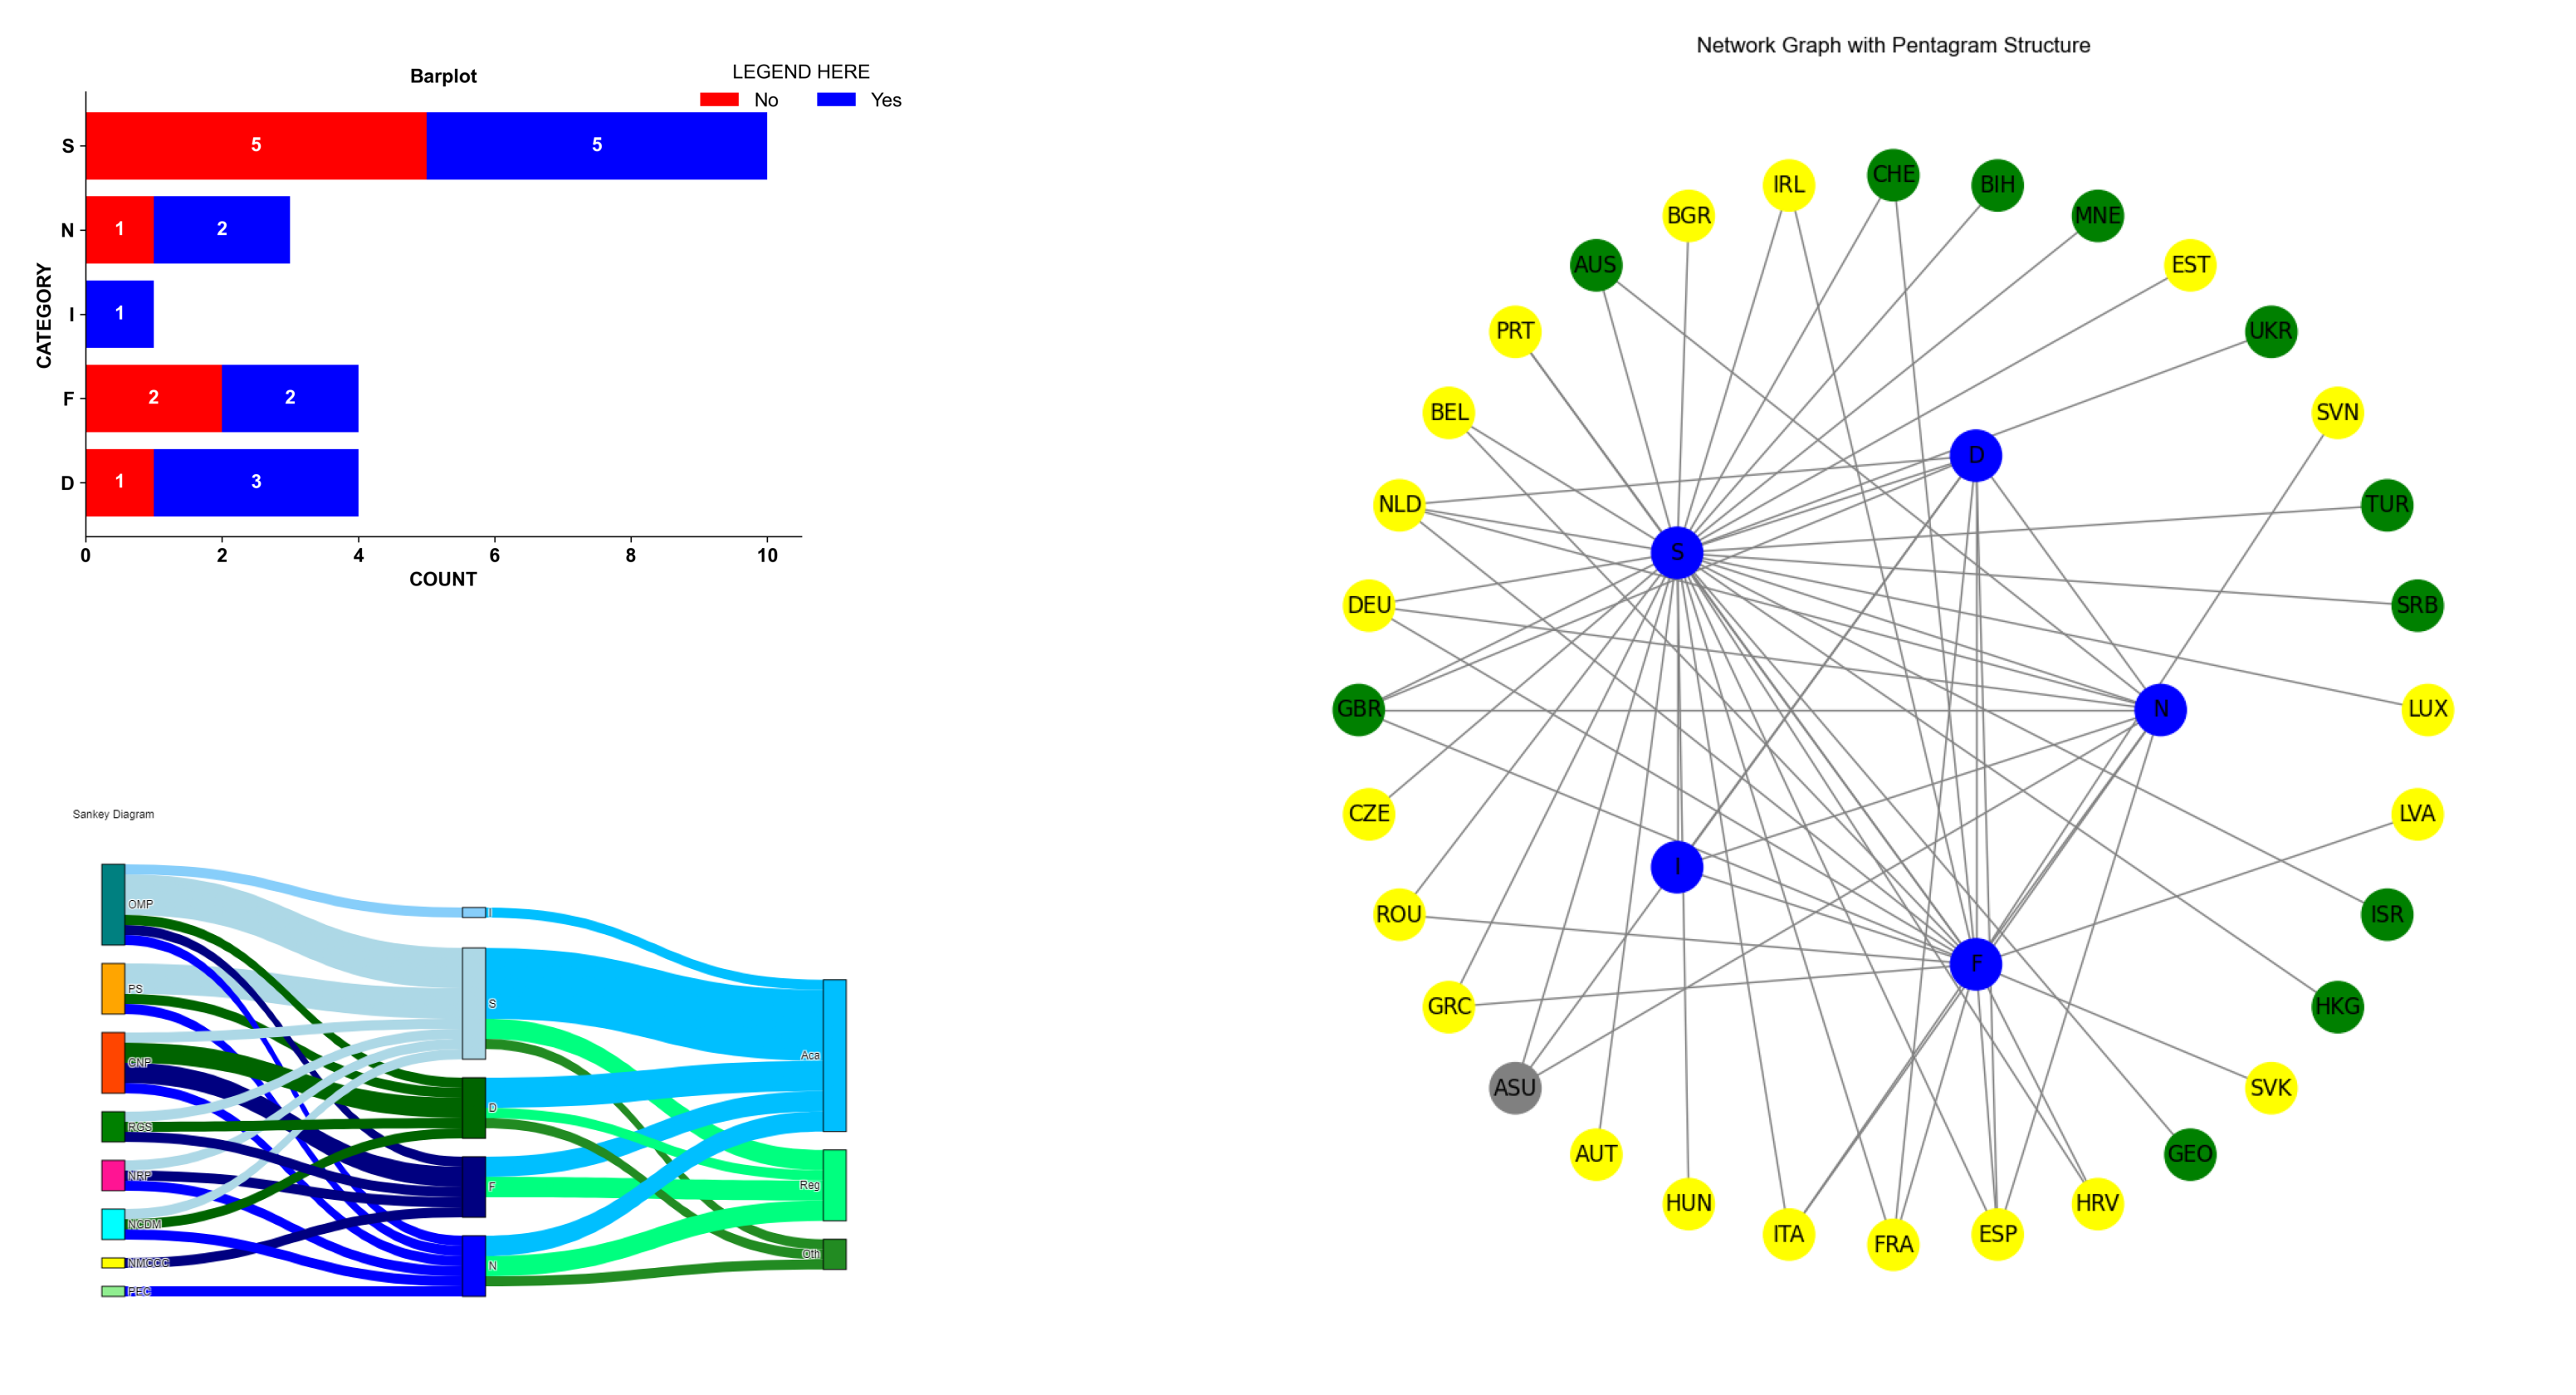 Barplot
LEGEND HERE
No Yes
CATEGORY
S 5 5
N 1 2
I 1
F 2 2
D 1 3
0 2 4 6 8 10
COUNT
Sankey Diagram
OMP
PS
CNP
RGS
NRP
NCDM
NMCCC
PEC
I
S
D
F
N
Aca
Reg
Oth
Network Graph with Pentagram Structure
CHE
IRL BIH
BGR MNE
AUS EST
PRT UKR
BEL SVN
D
NLD TUR
S
DEU SRB
GBR N LUX
CZE LVA
I
ROU ISR
F
GRC HKG
ASU SVK
AUT GEO
HUN HRV
ITA ESP
FRA